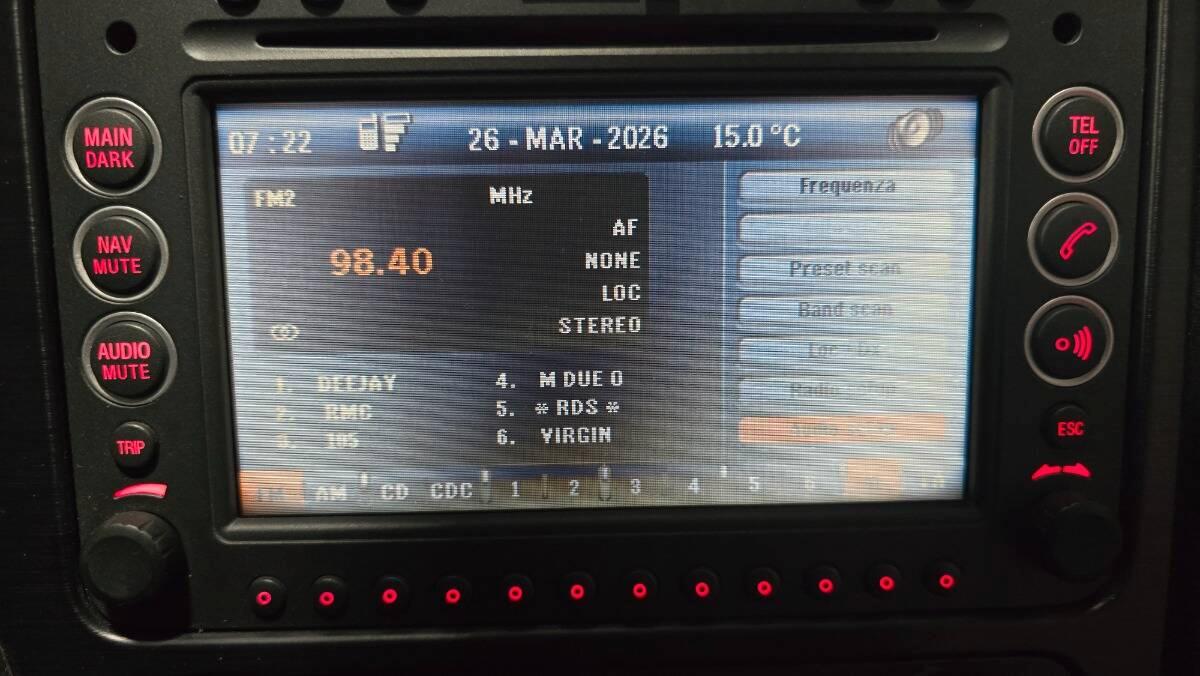 MAIN
DARK
NAV
MUTE
AUDIO
MUTE
TRIP
07 : 22
26 - MAR - 2026
15.0 °C
FM2
MHz
98.40
AF
NONE
LOC
STEREO
1. DEEJAY
2. RMC
3. 105
4. M DUE O
5. * RDS *
6. VIRGIN
Frequenza
Preset scan
Band scan
AM CD CDC 1 2 3 4 5 6
TEL
OFF
ESC